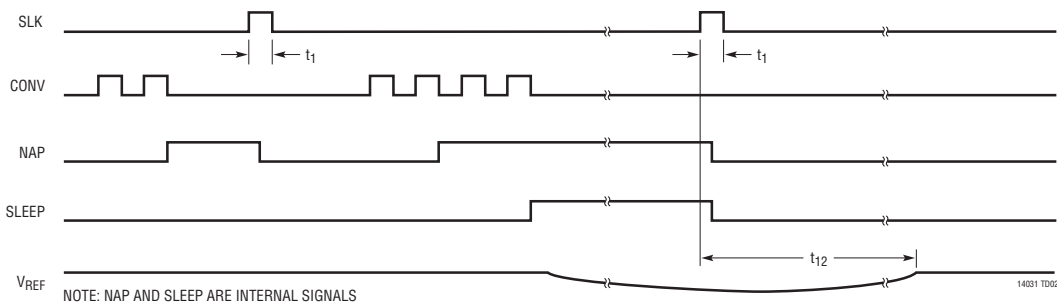 SLK
t1
t1
CONV
NAP
SLEEP
t12
VREF
NOTE: NAP AND SLEEP ARE INTERNAL SIGNALS
14031 TD02